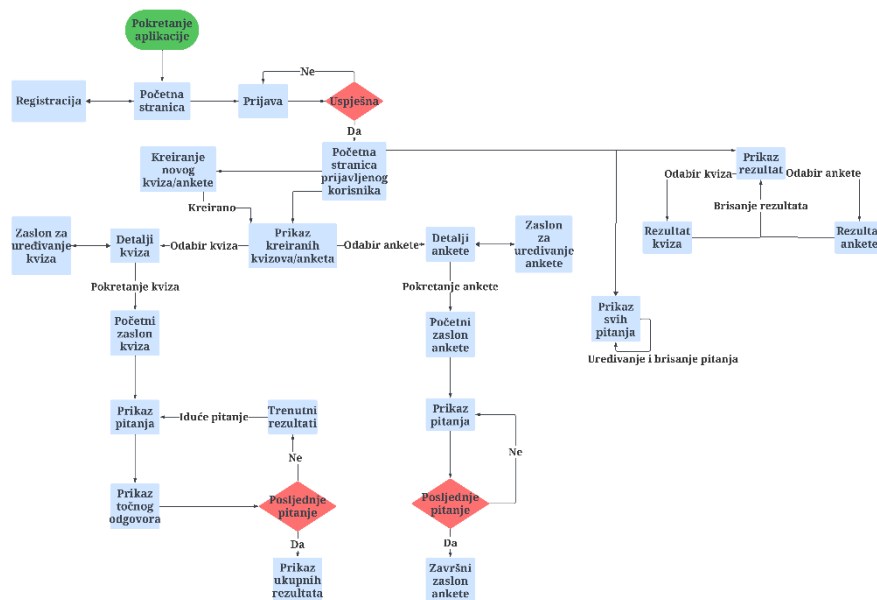 Pokretanje
aplikacije
Ne
Registracija
Početna
stranica
Prijava
Uspješna
Da
Kreiranje
novog
kviza/ankete
Početna
stranica
prijavljenog
korisnika
Prikaz
rezultat
Odabir kviza
Odabir ankete
Kreirano
Brisanje rezultata
Zaslon za
uređivanje
kviza
Detalji
kviza
Odabir kviza
Prikaz
kreiranih
kvizova/anketa
Odabir ankete
Detalji
ankete
Zaslon
za
uređivanje
ankete
Rezultat
kviza
Rezulta
ankete
Pokretanje kviza
Pokretanje ankete
Početni
zaslon
kviza
Početni
zaslon
ankete
Prikaz
svih
pitanja
Uređivanje i brisanje pitanja
Prikaz
pitanja
Iduće pitanje
Trenutni
rezultati
Prikaz
pitanja
Ne
Ne
Prikaz
točnog
odgovora
Posljednje
pitanje
Posljednje
pitanje
Da
Da
Prikaz
ukupnih
rezultata
Završni
zaslon
ankete